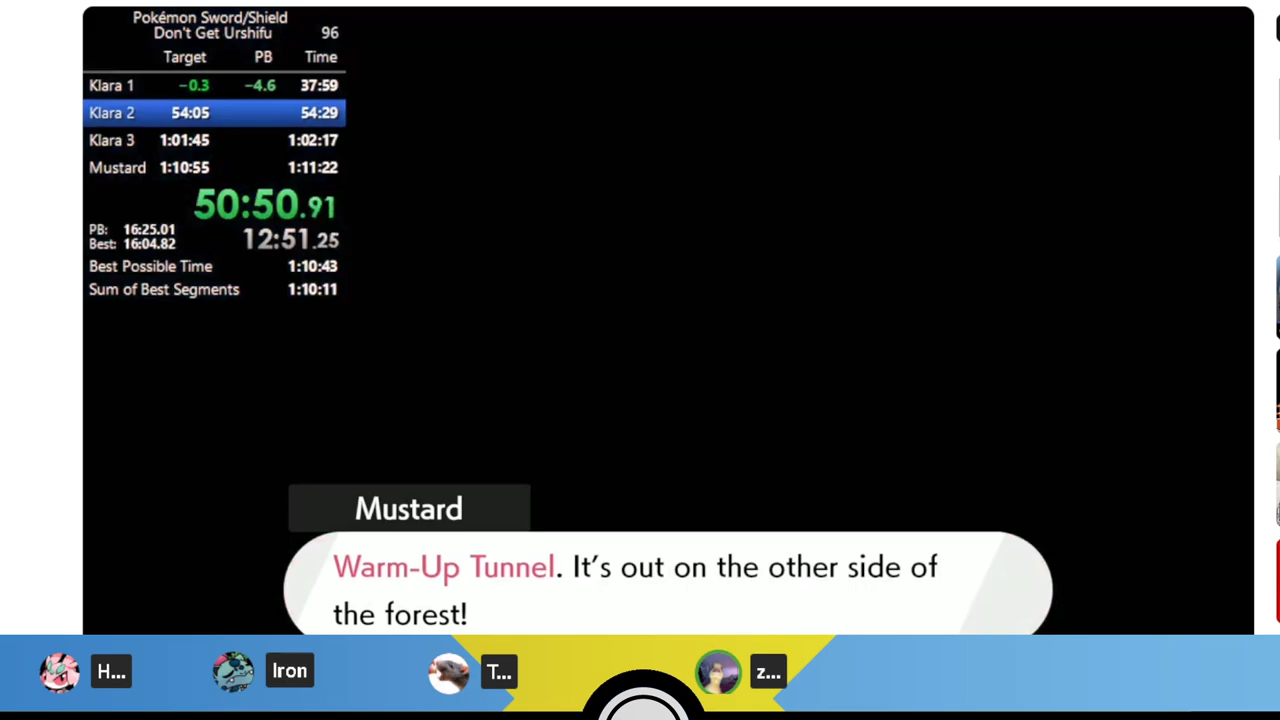 Pokémon Sword/Shield
Don't Get Urshifu 96
Target PB Time
Klara 1 -0.3 -4.6 37:59
Klara 2 54:05 54:29
Klara 3 1:01:45 1:02:17
Mustard 1:10:55 1:11:22
50:50.91
PB: 16:25.01
Best: 16:04.82
12:51.25
Best Possible Time 1:10:43
Sum of Best Segments 1:10:11
Mustard
Warm-Up Tunnel. It's out on the other side of
the forest!
H... Iron T... z...